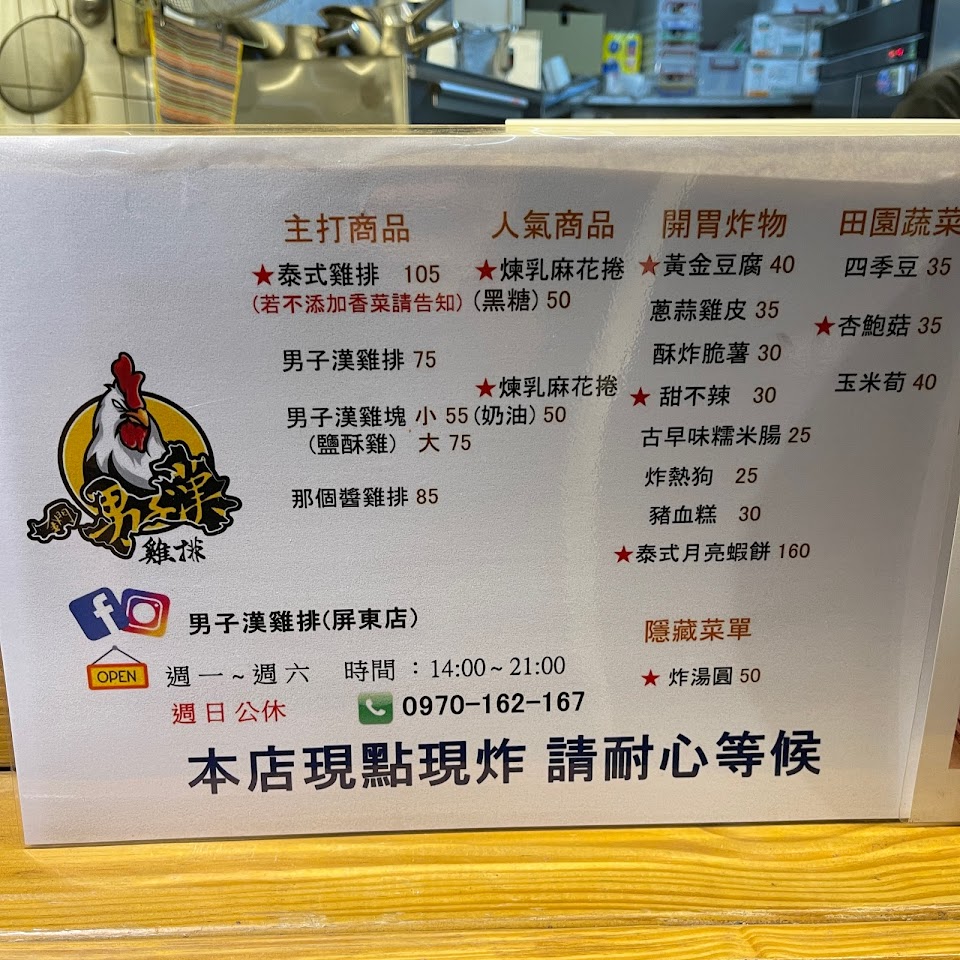 主打商品
★泰式雞排 105
(若不添加香菜請告知)
男子漢雞排 75
男子漢雞塊 小 55
(鹽酥雞) 大 75
那個醬雞排 85
人氣商品
★煉乳麻花捲
(黑糖) 50
★煉乳麻花捲
(奶油) 50
開胃炸物
★黃金豆腐 40
蔥蒜雞皮 35
酥炸脆薯 30
★ 甜不辣 30
古早味糯米腸 25
炸熱狗 25
豬血糕 30
★泰式月亮蝦餅 160
隱藏菜單
★ 炸湯圓 50
田園蔬菜
四季豆 35
★杏鮑菇 35
玉米荀 40
男子漢
雞排
男子漢雞排(屏東店)
OPEN 週一~週六 時間：14:00~21:00
週日公休 0970-162-167
本店現點現炸 請耐心等候